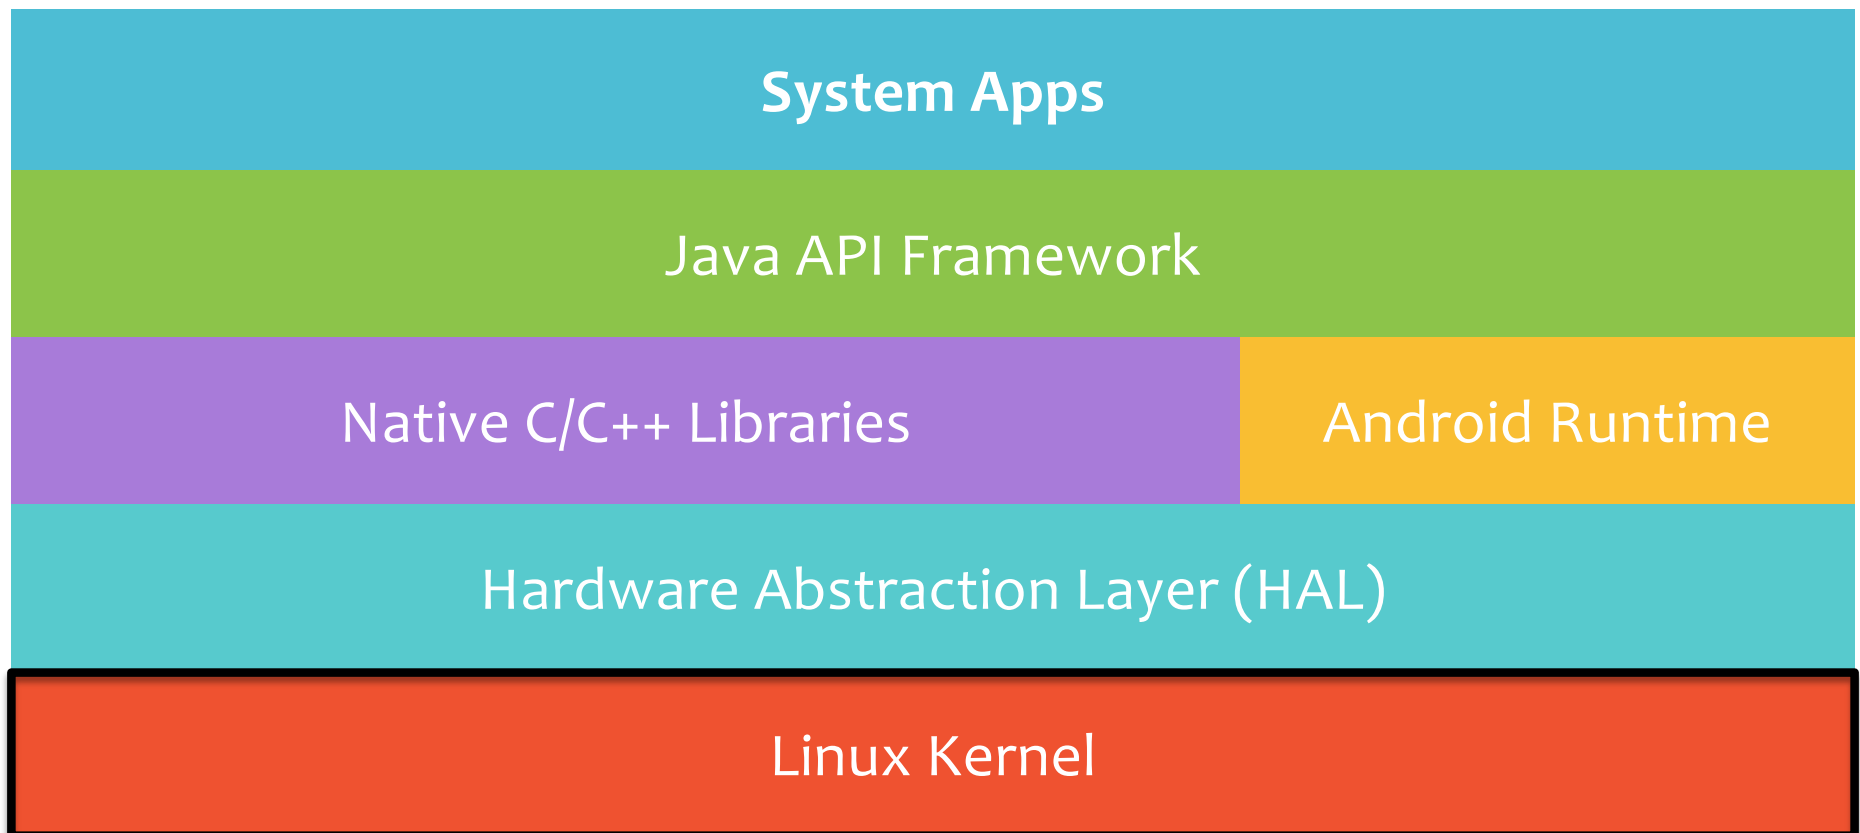 System Apps
Java API Framework
Native C/C++ Libraries
Android Runtime
Hardware Abstraction Layer (HAL)
Linux Kernel